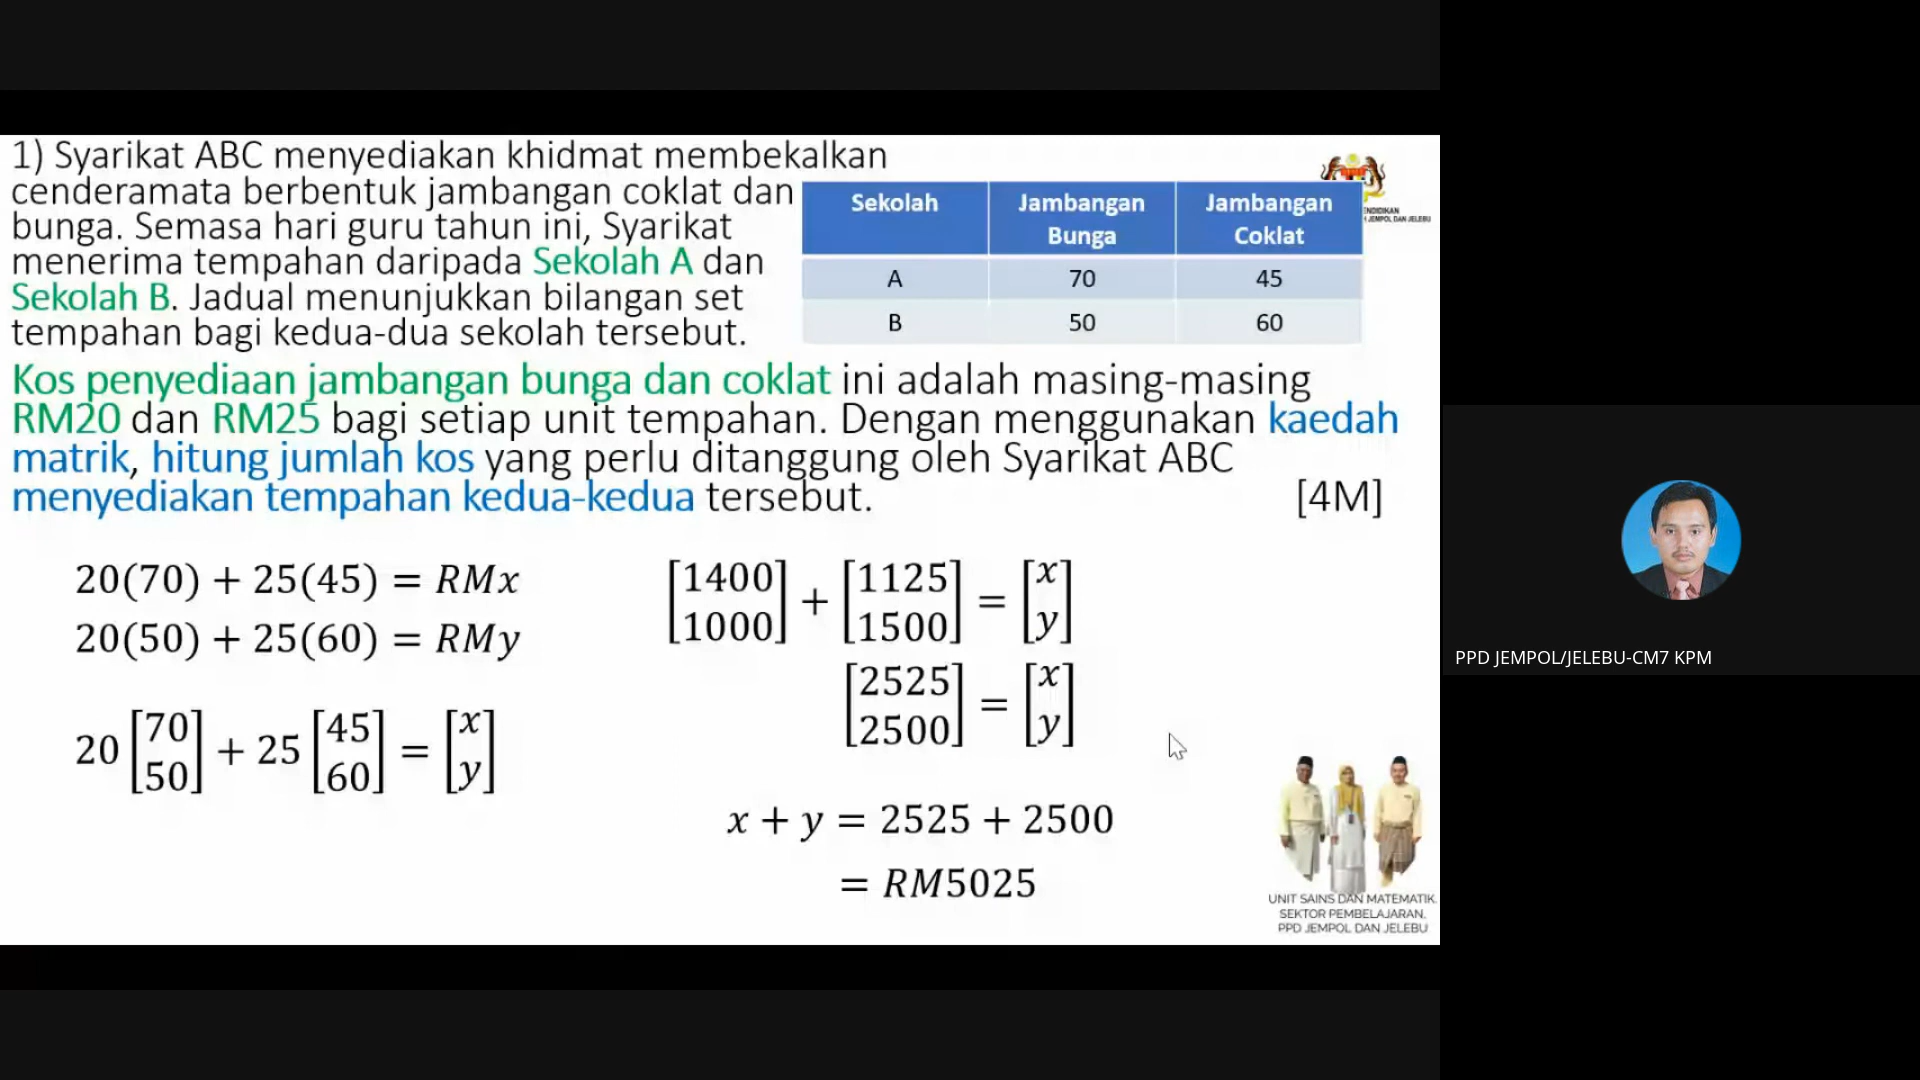 1) Syarikat ABC menyediakan khidmat membekalkan
cenderamata berbentuk jambangan coklat dan
bunga. Semasa hari guru tahun ini, Syarikat
menerima tempahan daripada Sekolah A dan
Sekolah B. Jadual menunjukkan bilangan set
tempahan bagi kedua-dua sekolah tersebut.
Sekolah Jambangan Bunga Jambangan Coklat
A 70 45
B 50 60
JEMPOL DAN JELEBU
Kos penyediaan jambangan bunga dan coklat ini adalah masing-masing
RM20 dan RM25 bagi setiap unit tempahan. Dengan menggunakan kaedah
matrik, hitung jumlah kos yang perlu ditanggung oleh Syarikat ABC
menyediakan tempahan kedua-kedua tersebut. [4M]
20(70) + 25(45) = RMx
20(50) + 25(60) = RMy
20 [70 50] + 25 [45 60] = [x y]
[1400 1000] + [1125 1500] = [x y]
[2525 2500] = [x y]
x + y = 2525 + 2500
= RM5025
UNIT SAINS DAN MATEMATIK.
SEKTOR PEMBELAJARAN,
PPD JEMPOL DAN JELEBU
PPD JEMPOL/JELEBU-CM7 KPM